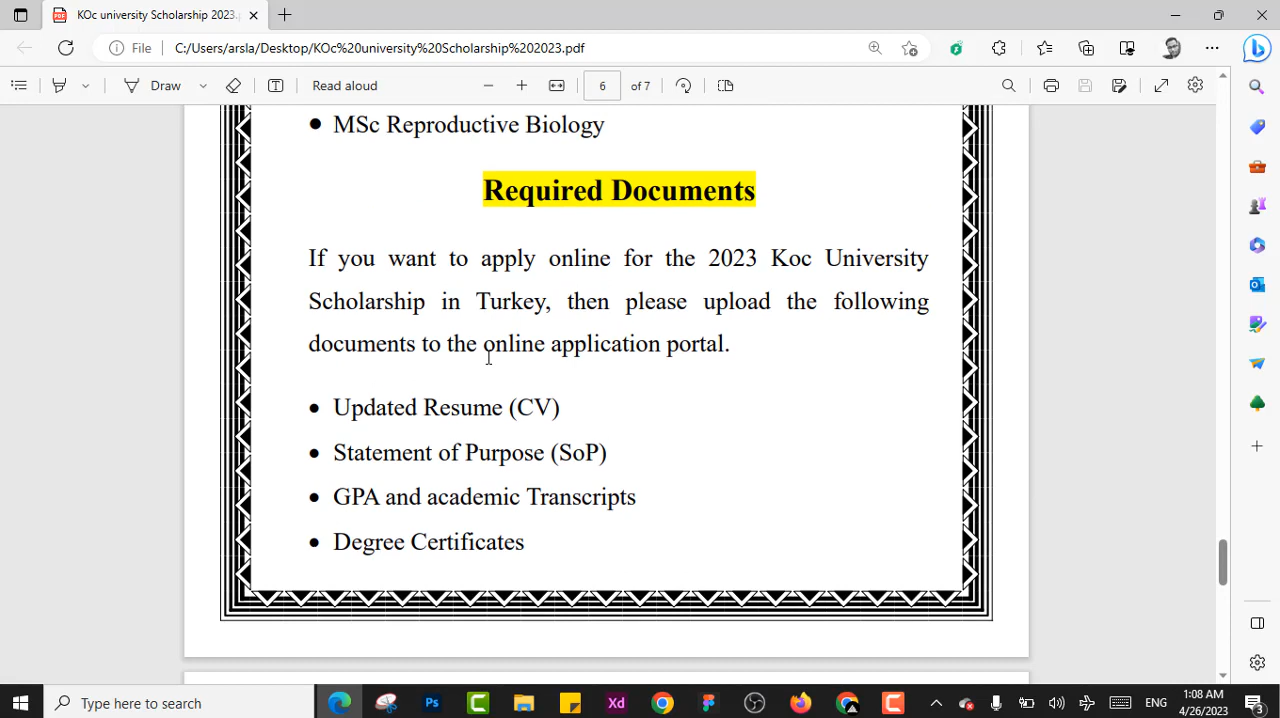 KOc university Scholarship 2023.p
File
C:/Users/arsla/Desktop/KOc%20university%20Scholarship%202023.pdf
Draw
Read aloud
6
of 7
MSc Reproductive Biology
Required Documents
If you want to apply online for the 2023 Koc University
Scholarship in Turkey, then please upload the following
documents to the online application portal.
Updated Resume (CV)
Statement of Purpose (SoP)
GPA and academic Transcripts
Degree Certificates
Type here to search
Ps
Xd
ENG
1:08 AM
4/26/2023
3